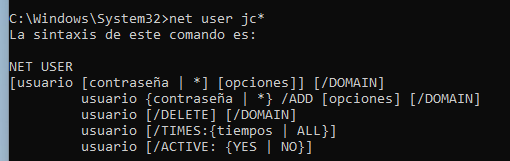 C:\Windows\System32>net user jc*
La sintaxis de este comando es:
NET USER
[usuario [contraseña | *] [opciones]] [/DOMAIN]
usuario {contraseña | *} /ADD [opciones] [/DOMAIN]
usuario [/DELETE] [/DOMAIN]
usuario [/TIMES:{tiempos | ALL}]
usuario [/ACTIVE: {YES | NO}]